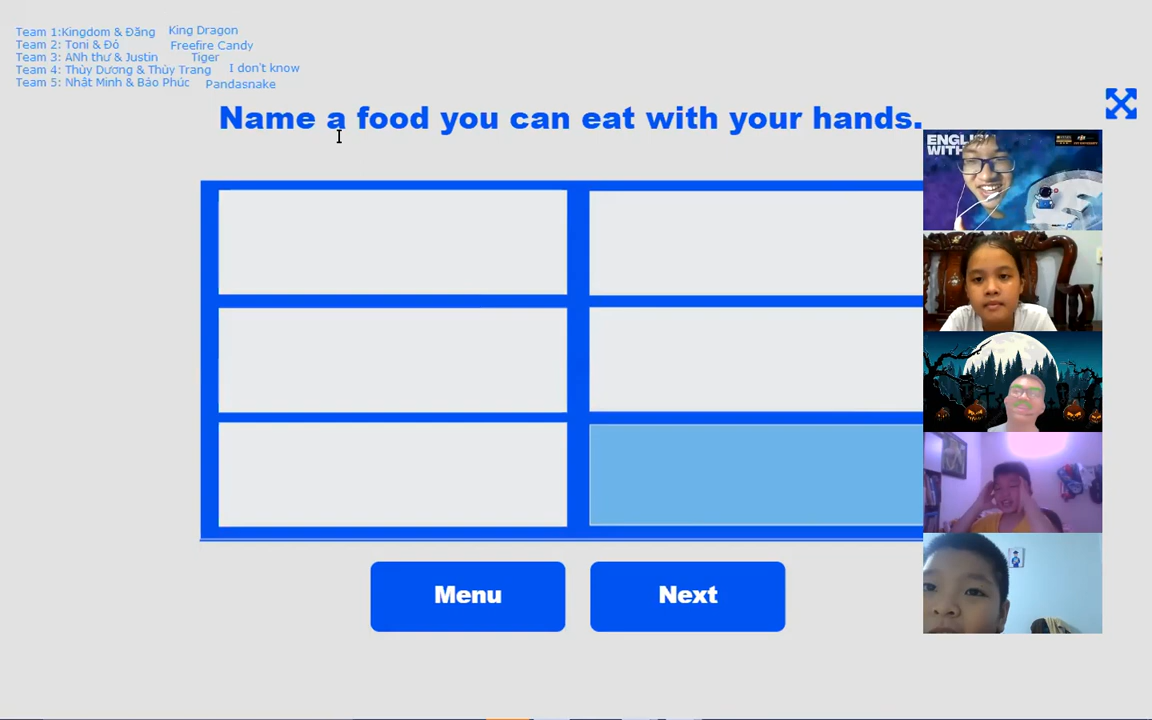 Team 1:Kingdom & Đăng King Dragon
Team 2: Toni & Đô Freefire Candy
Team 3: ANh thư & Justin Tiger
Team 4: Thùy Dương & Thùy Trang I don't know
Team 5: Nhật Minh & Bảo Phúc Pandasnake
Name a food you can eat with your hands.
ENGLISH
WITH
Menu
Next